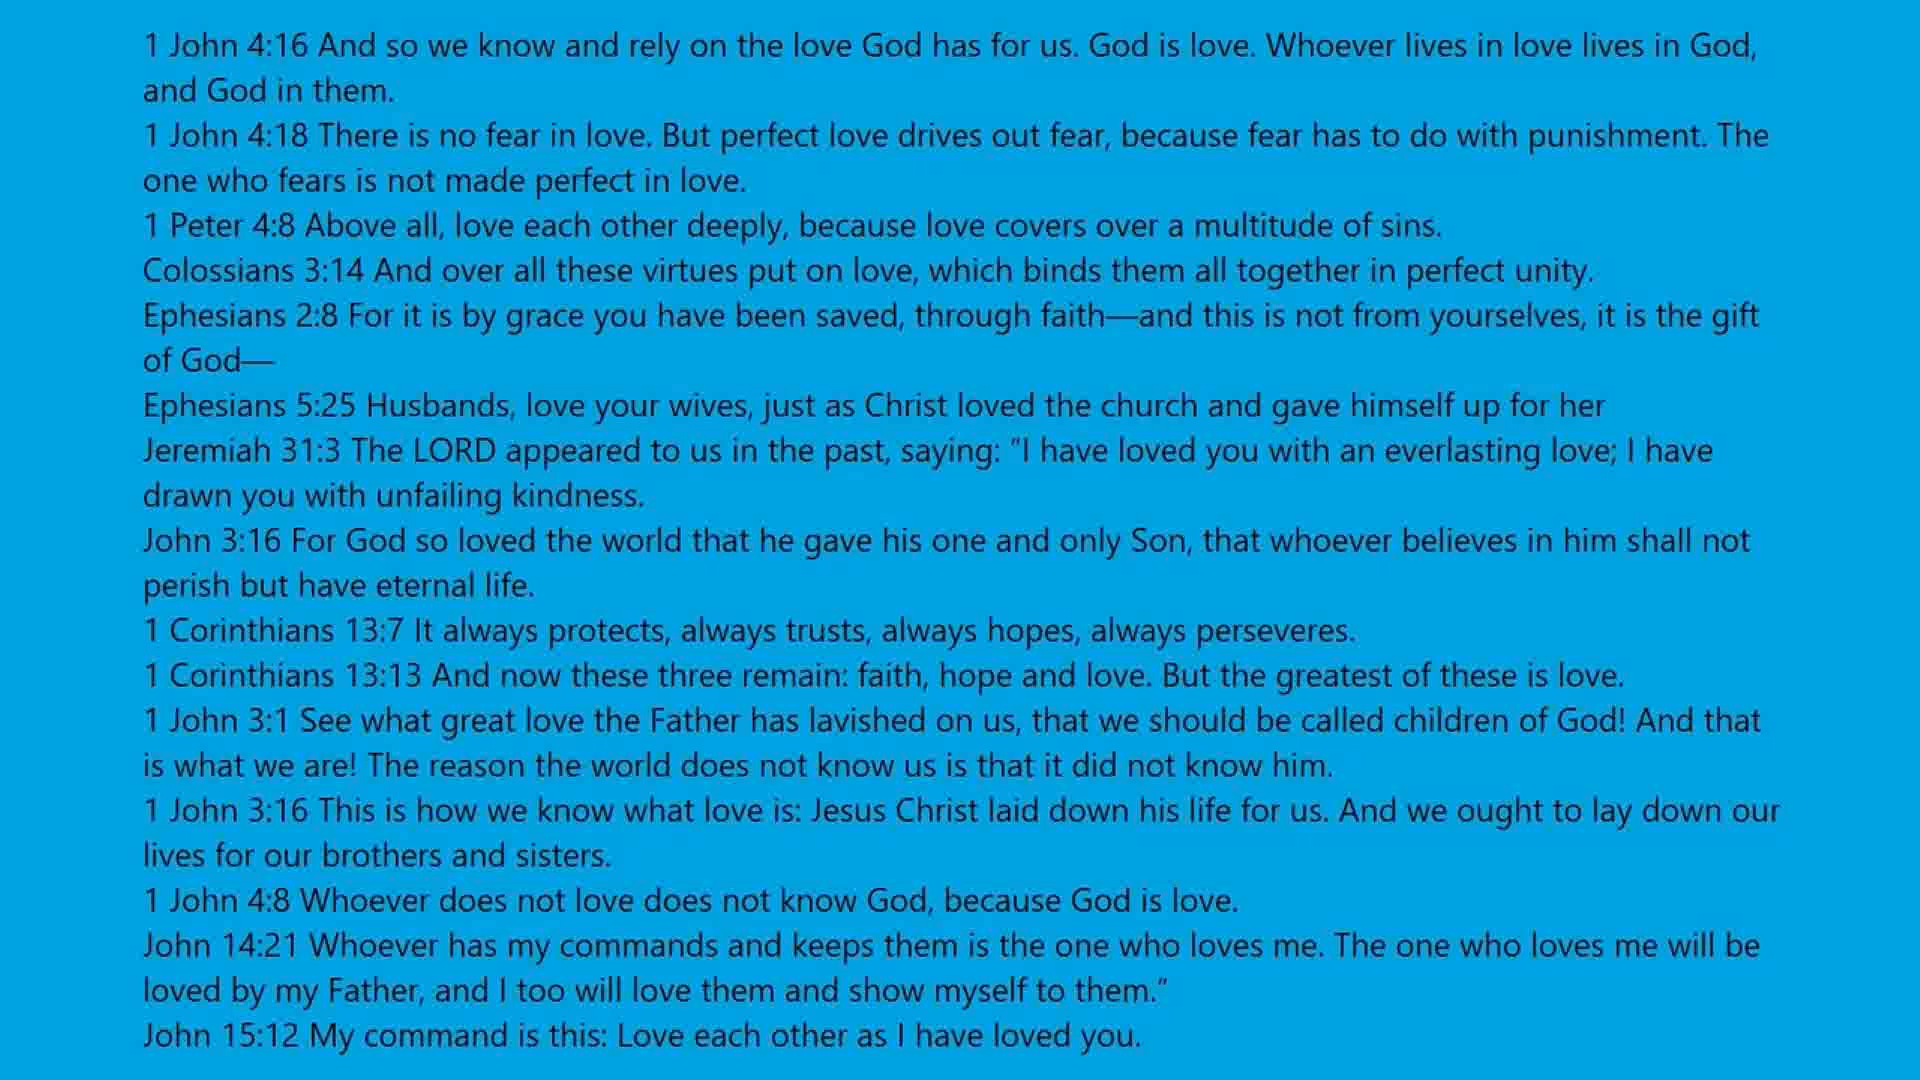 1 John 4:16 And so we know and rely on the love God has for us. God is love. Whoever lives in love lives in God,
and God in them.
1 John 4:18 There is no fear in love. But perfect love drives out fear, because fear has to do with punishment. The
one who fears is not made perfect in love.
1 Peter 4:8 Above all, love each other deeply, because love covers over a multitude of sins.
Colossians 3:14 And over all these virtues put on love, which binds them all together in perfect unity.
Ephesians 2:8 For it is by grace you have been saved, through faith—and this is not from yourselves, it is the gift
of God—
Ephesians 5:25 Husbands, love your wives, just as Christ loved the church and gave himself up for her
Jeremiah 31:3 The LORD appeared to us in the past, saying: “I have loved you with an everlasting love; I have
drawn you with unfailing kindness.
John 3:16 For God so loved the world that he gave his one and only Son, that whoever believes in him shall not
perish but have eternal life.
1 Corinthians 13:7 It always protects, always trusts, always hopes, always perseveres.
1 Corinthians 13:13 And now these three remain: faith, hope and love. But the greatest of these is love.
1 John 3:1 See what great love the Father has lavished on us, that we should be called children of God! And that
is what we are! The reason the world does not know us is that it did not know him.
1 John 3:16 This is how we know what love is: Jesus Christ laid down his life for us. And we ought to lay down our
lives for our brothers and sisters.
1 John 4:8 Whoever does not love does not know God, because God is love.
John 14:21 Whoever has my commands and keeps them is the one who loves me. The one who loves me will be
loved by my Father, and I too will love them and show myself to them.”
John 15:12 My command is this: Love each other as I have loved you.